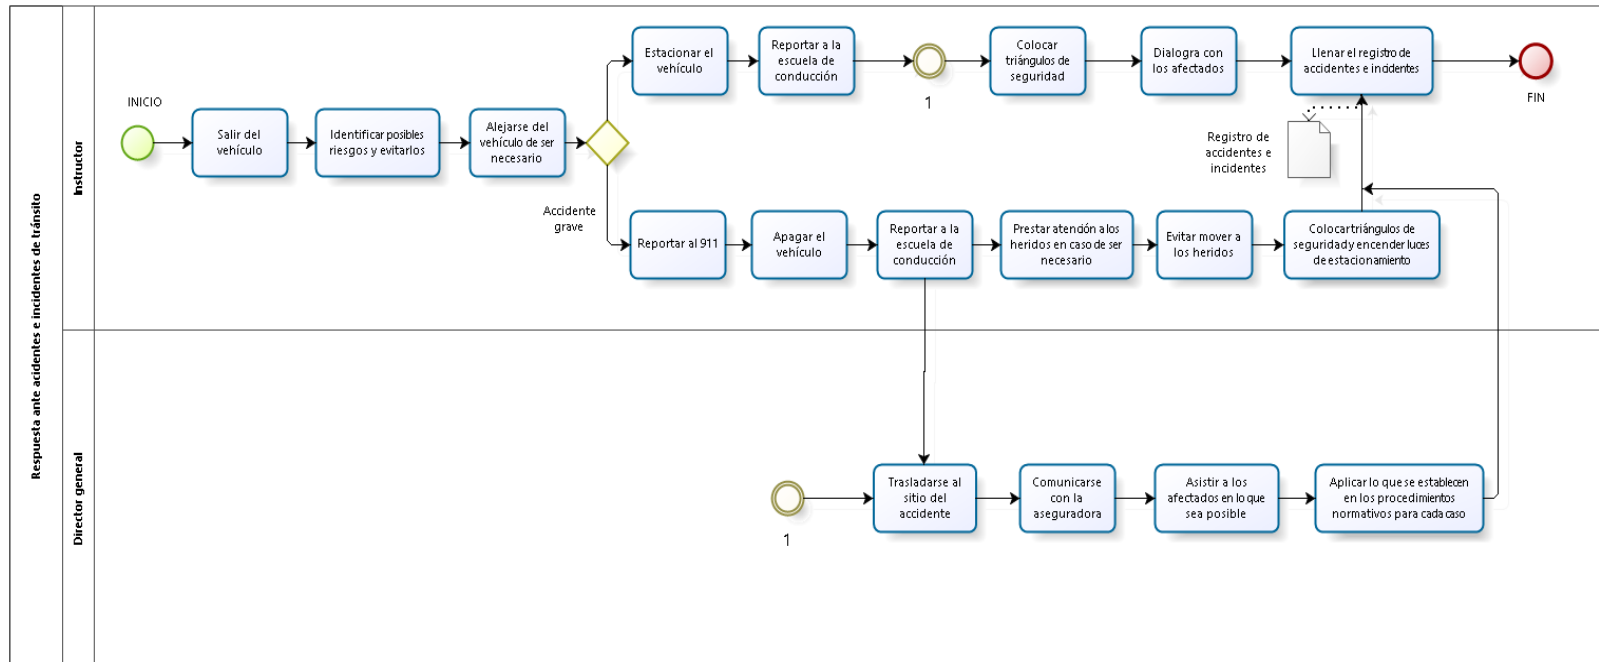 Respuesta ante acidentes e incidentes de tránsito
Instructor
INICIO
Salir del
vehículo
Identificar posibles
riesgos y evitarlos
Alejarse del
vehículo de ser
necesario
Estacionar el
vehículo
Reportar a la
escuela de
conducción
1
Colocar
triángulos de
seguridad
Dialogra con
los afectados
Llenar el registro de
accidentes e incidentes
FIN
Registro de
accidentes e
incidentes
Accidente
grave
Reportar al 911
Apagar el
vehículo
Reportar a la
escuela de
conducción
Prestar atención a los
heridos en caso de ser
necesario
Evitar mover a
los heridos
Colocar triángulos de
seguridad y encender luces
de estacionamiento
Director general
1
Trasladarse al
sitio del
accidente
Comunicarse
con la
aseguradora
Asistir a los
afectados en lo que
sea posible
Aplicar lo que se establecen
en los procedimientos
normativos para cada caso